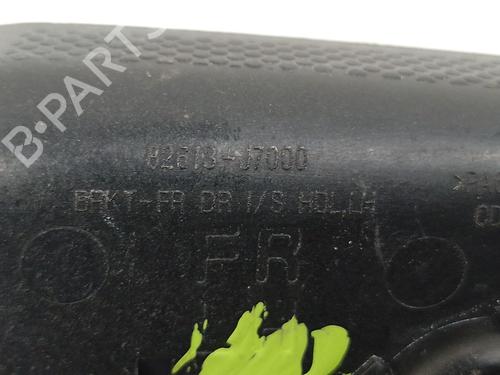 B-PARTS
82613-J7000
BRKT-FR DR I/S HDL,LH
FR